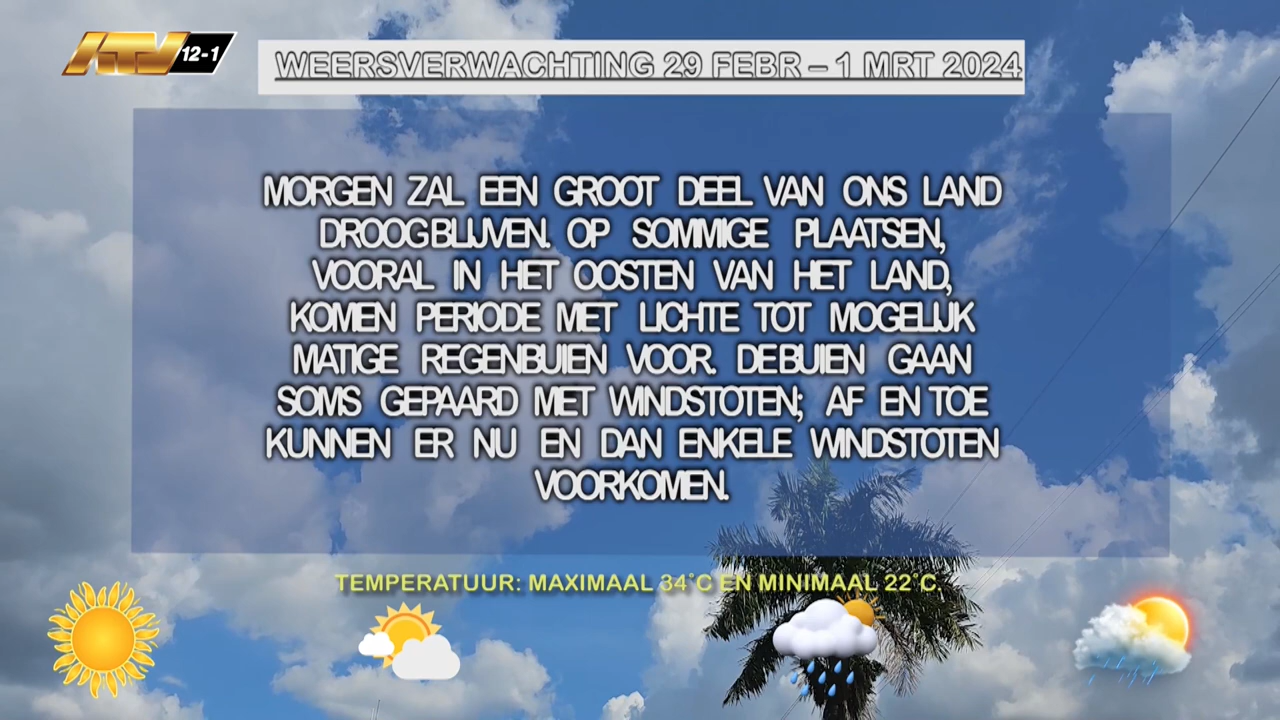 ATV
12-1
WEERSVERWACHTING 29 FEBR – 1 MRT 2024
MORGEN ZAL EEN GROOT DEEL VAN ONS LAND
DROOGBLIJVEN. OP SOMMIGE PLAATSEN,
VOORAL IN HET OOSTEN VAN HET LAND,
KOMEN PERIODE MET LICHTE TOT MOGELIJK
MATIGE REGENBUIEN VOOR. DE BUIEN GAAN
SOMS GEPAARD MET WINDSTOTEN; AF EN TOE
KUNNEN ER NU EN DAN ENKELE WINDSTOTEN
VOORKOMEN.
TEMPERATUUR: MAXIMAAL 34°C EN MINIMAAL 22°C.